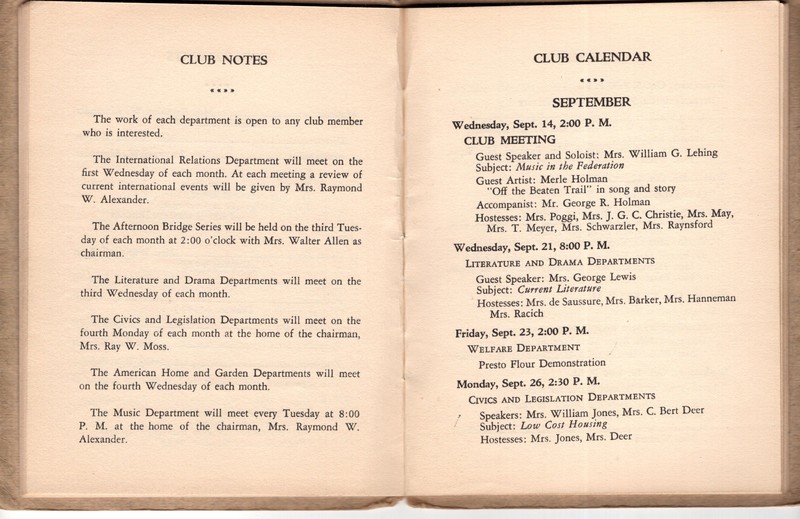 CLUB NOTES
««»»
The work of each department is open to any club member
who is interested.
The International Relations Department will meet on the
first Wednesday of each month. At each meeting a review of
current international events will be given by Mrs. Raymond
W. Alexander.
The Afternoon Bridge Series will be held on the third Tues-
day of each month at 2:00 o'clock with Mrs. Walter Allen as
chairman.
The Literature and Drama Departments will meet on the
third Wednesday of each month.
The Civics and Legislation Departments will meet on the
fourth Monday of each month at the home of the chairman,
Mrs. Ray W. Moss.
The American Home and Garden Departments will meet
on the fourth Wednesday of each month.
The Music Department will meet every Tuesday at 8:00
P. M. at the home of the chairman, Mrs. Raymond W.
Alexander.
CLUB CALENDAR
««»»
SEPTEMBER
Wednesday, Sept. 14, 2:00 P. M.
CLUB MEETING
Guest Speaker and Soloist: Mrs. William G. Lehing
Subject: Music in the Federation
Guest Artist: Merle Holman
"Off the Beaten Trail" in song and story
Accompanist: Mr. George R. Holman
Hostesses: Mrs. Poggi, Mrs. J. G. C. Christie, Mrs. May,
Mrs. T. Meyer, Mrs. Schwarzler, Mrs. Raynsford
Wednesday, Sept. 21, 8:00 P. M.
LITERATURE AND DRAMA DEPARTMENTS
Guest Speaker: Mrs. George Lewis
Subject: Current Literature
Hostesses: Mrs. de Saussure, Mrs. Barker, Mrs. Hanneman
Mrs. Racich
Friday, Sept. 23, 2:00 P. M.
WELFARE DEPARTMENT
Presto Flour Demonstration
Monday, Sept. 26, 2:30 P. M.
CIVICS AND LEGISLATION DEPARTMENTS
Speakers: Mrs. William Jones, Mrs. C. Bert Deer
Subject: Low Cost Housing
Hostesses: Mrs. Jones, Mrs. Deer